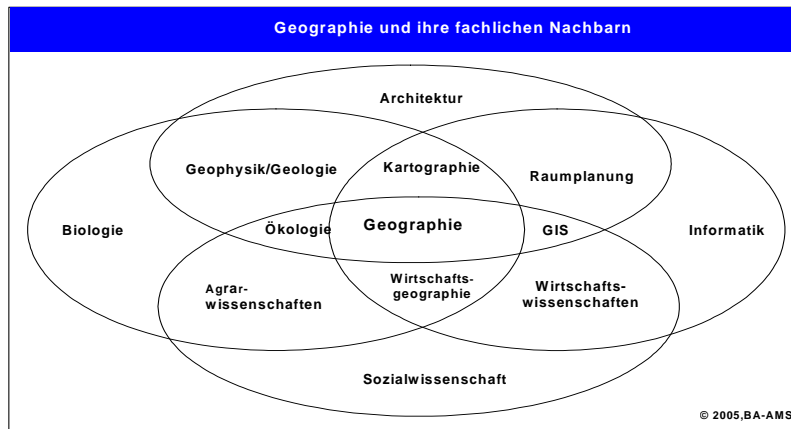 Geographie und ihre fachlichen Nachbarn
Architektur
Geophysik/Geologie
Kartographie
Raumplanung
Biologie
Ökologie
Geographie
GIS
Informatik
Agrar-
wissenschaften
Wirtschafts-
geographie
Wirtschafts-
wissenschaften
Sozialwissenschaft
© 2005,BA-AMS